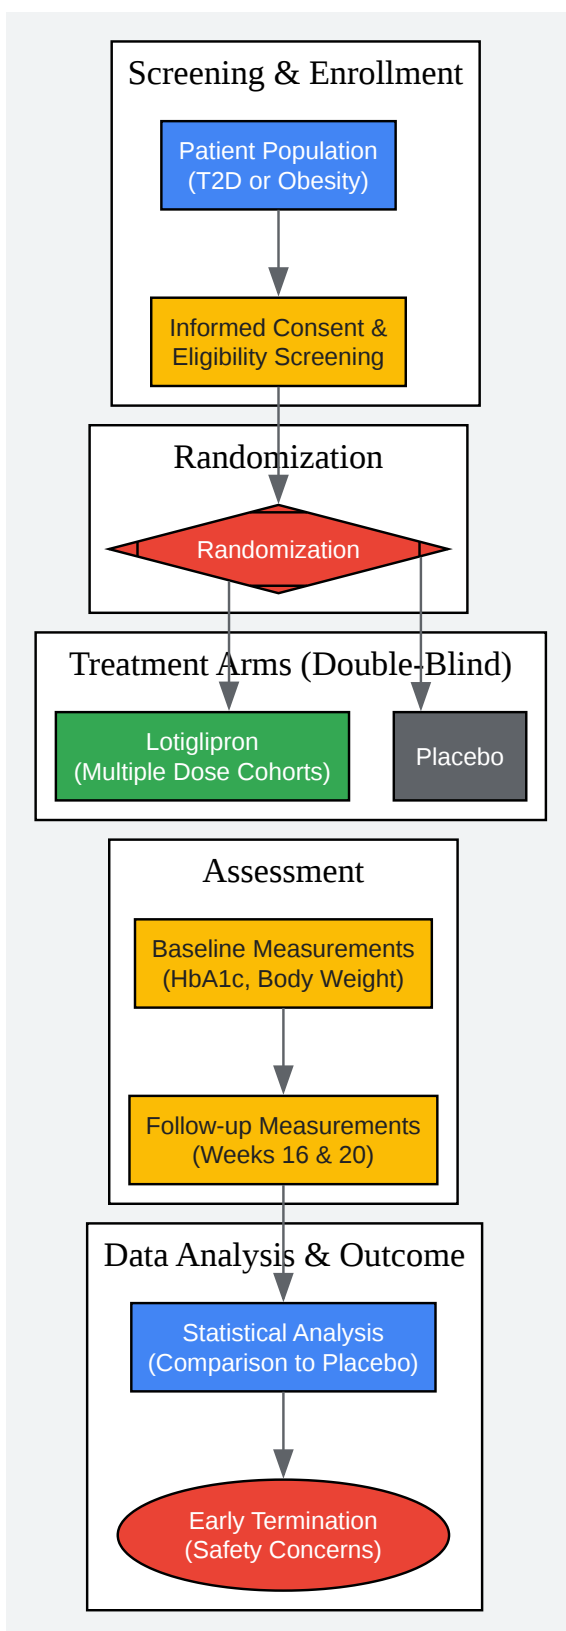 Screening & Enrollment
Patient Population
(T2D or Obesity)
Informed Consent &
Eligibility Screening
Randomization
Randomization
Treatment Arms (Double-Blind)
Lotiglipron
(Multiple Dose Cohorts)
Placebo
Assessment
Baseline Measurements
(HbA1c, Body Weight)
Follow-up Measurements
(Weeks 16 & 20)
Data Analysis & Outcome
Statistical Analysis
(Comparison to Placebo)
Early Termination
(Safety Concerns)